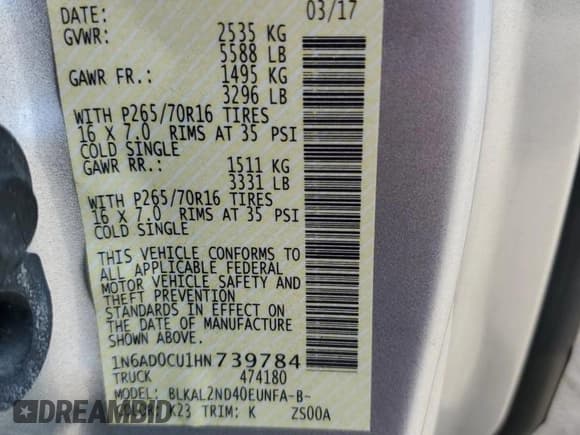 DATE: 03/17
GVWR: 2535 KG
5588 LB
GAWR FR.: 1495 KG
3296 LB
WITH P265/70R16 TIRES
16 X 7.0 RIMS AT 35 PSI
COLD SINGLE
GAWR RR.: 1511 KG
3331 LB
WITH P265/70R16 TIRES
16 X 7.0 RIMS AT 35 PSI
COLD SINGLE
THIS VEHICLE CONFORMS TO
ALL APPLICABLE FEDERAL
MOTOR VEHICLE SAFETY AND
THEFT PREVENTION
STANDARDS IN EFFECT ON
THE DATE OF MANUFACTURE
SHOWN ABOVE.
1N6AD0CU1HN739784
TRUCK 474180
MODEL: BLKAL2ND40EUNFA-B-
COLOR: K23 TRIM: K ZS00A
© RIDERSAFELY.COM